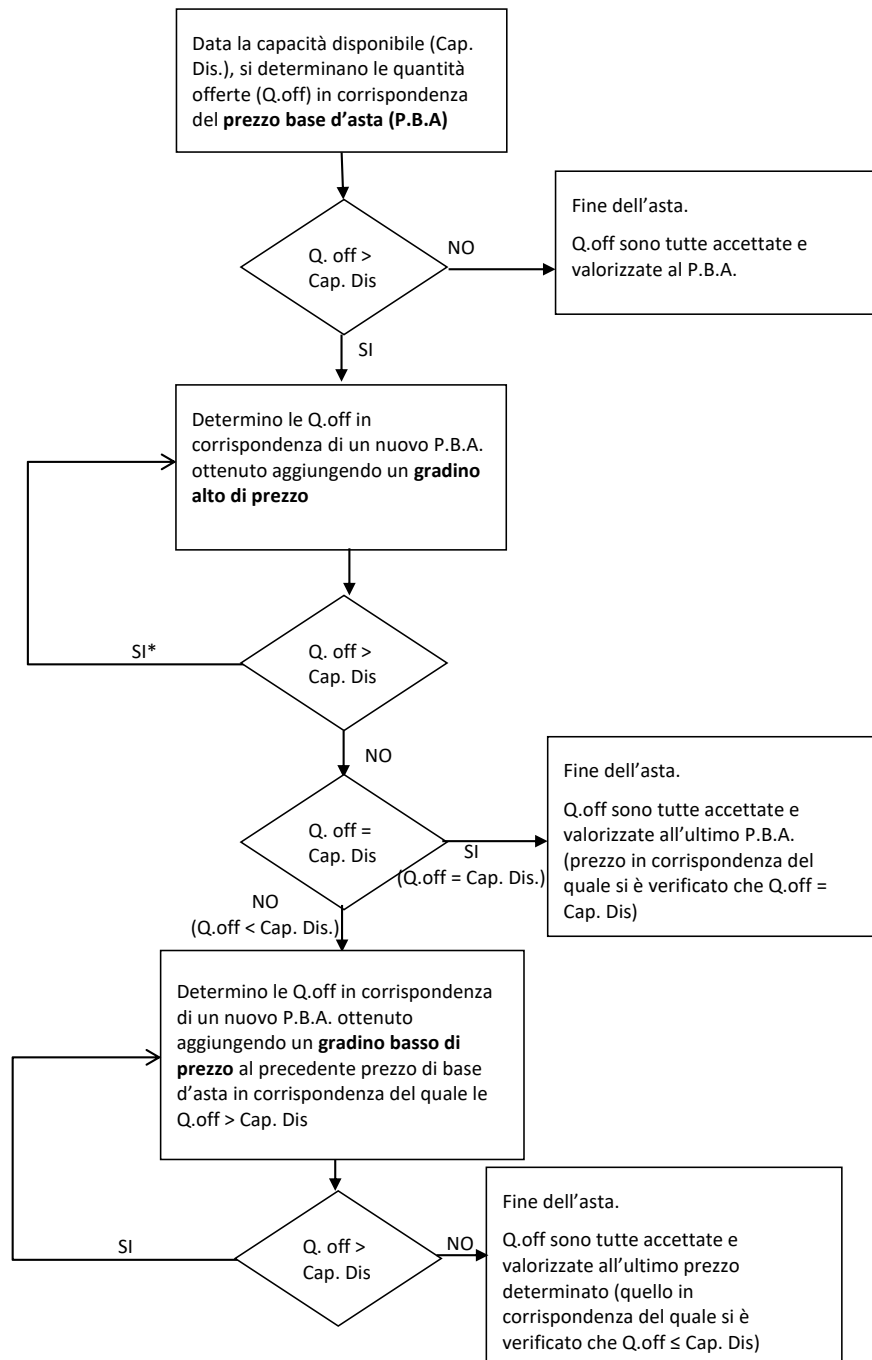 Data la capacità disponibile (Cap.
Dis.), si determinano le quantità
offerte (Q.off) in corrispondenza
del prezzo base d’asta (P.B.A)
Q. off >
Cap. Dis
NO
Fine dell’asta.
Q.off sono tutte accettate e
valorizzate al P.B.A.
SI
Determino le Q.off in
corrispondenza di un nuovo P.B.A.
ottenuto aggiungendo un gradino
alto di prezzo
Q. off >
Cap. Dis
SI*
NO
Q. off =
Cap. Dis
SI
(Q.off = Cap. Dis.)
Fine dell’asta.
Q.off sono tutte accettate e
valorizzate all’ultimo P.B.A.
(prezzo in corrispondenza del
quale si è verificato che Q.off =
Cap. Dis)
NO
(Q.off < Cap. Dis.)
Determino le Q.off in corrispondenza
di un nuovo P.B.A. ottenuto
aggiungendo un gradino basso di
prezzo al precedente prezzo di base
d’asta in corrispondenza del quale le
Q.off > Cap. Dis
SI
Q. off >
Cap. Dis
NO
Fine dell’asta.
Q.off sono tutte accettate e
valorizzate all’ultimo prezzo
determinato (quello in
corrispondenza del quale si è
verificato che Q.off ≤ Cap. Dis)